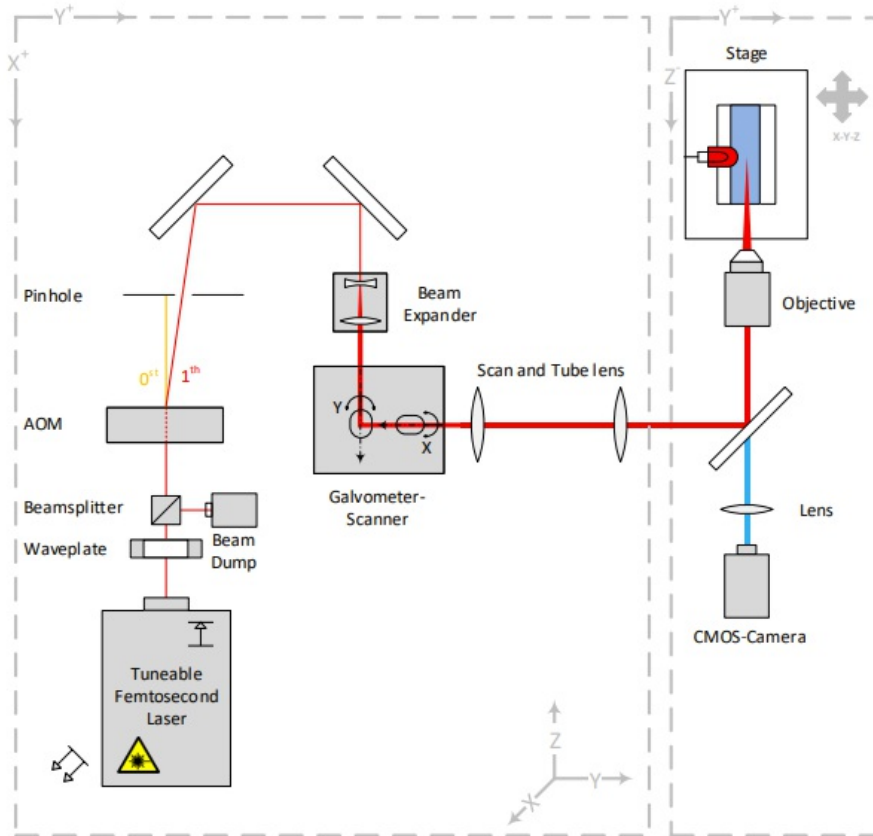 Y+
X+
Pinhole
0st
1th
AOM
Beamsplitter
Waveplate
Beam
Dump
Tuneable
Femtosecond
Laser
Beam
Expander
Y
X
Galvometer-
Scanner
Scan and Tube lens
Z
Y
X
Y+
Z-
Stage
X-Y-Z
Objective
Lens
CMOS-Camera